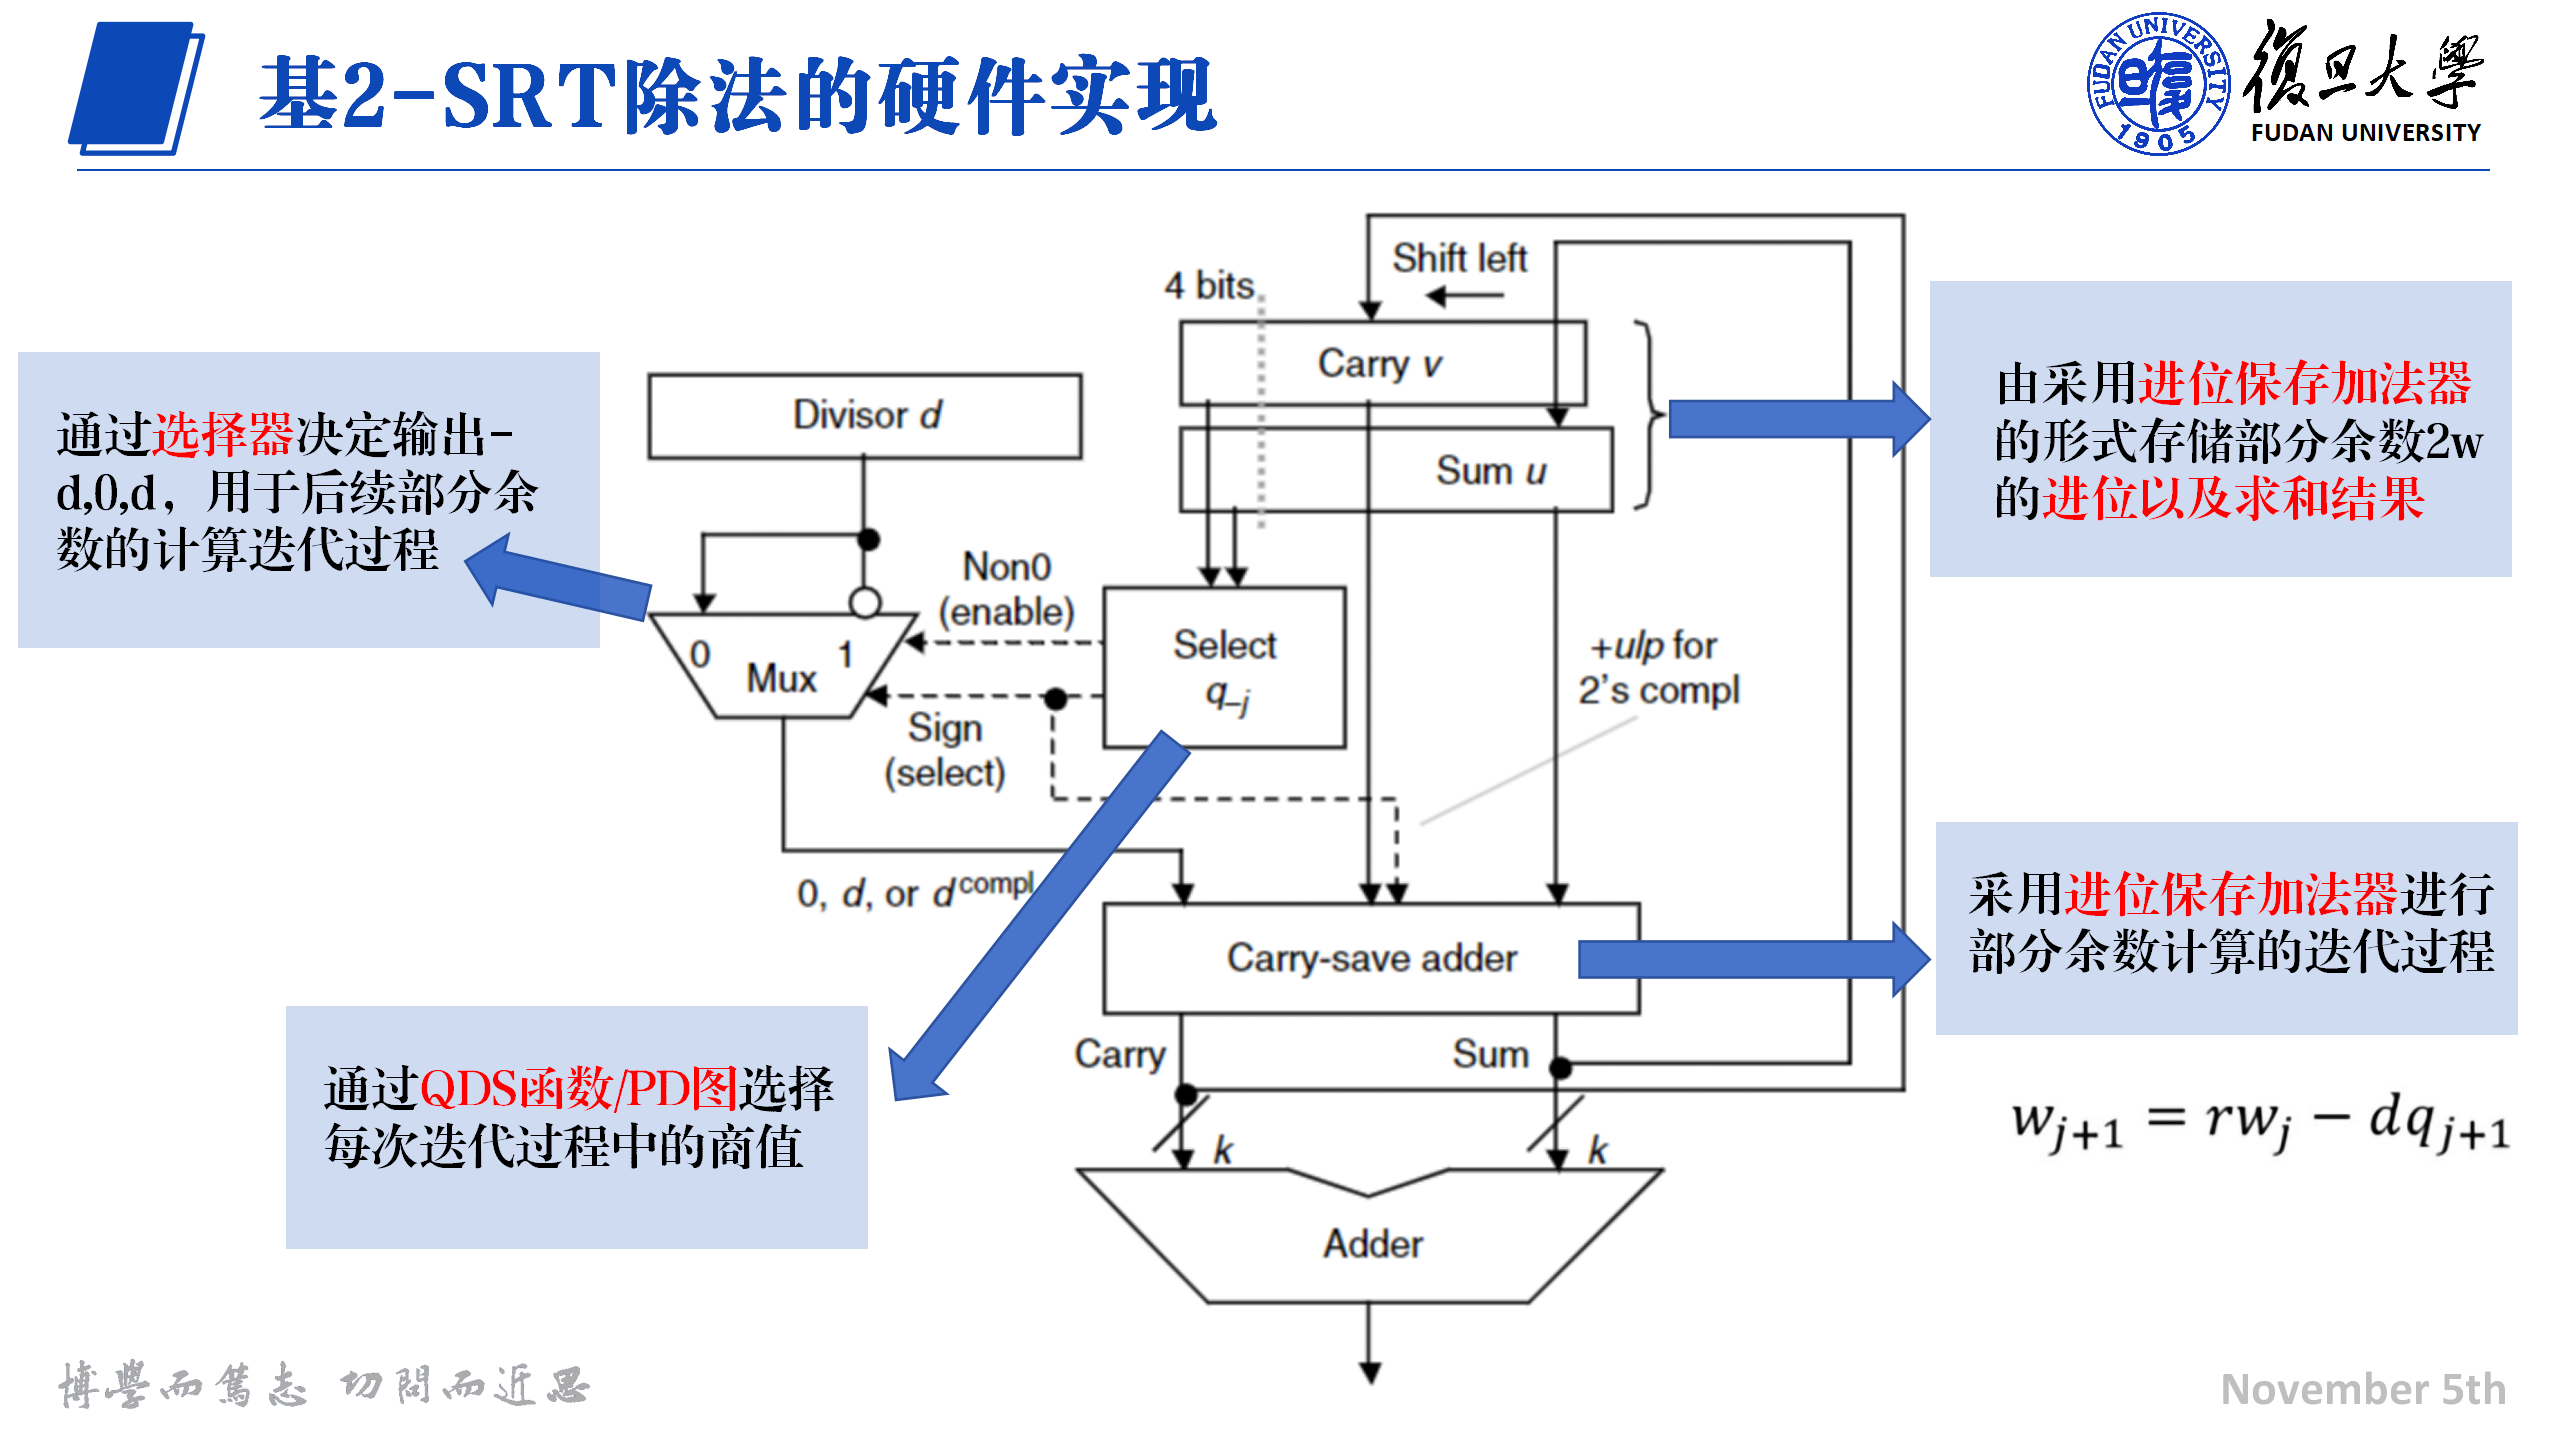 基2-SRT除法的硬件实现
FUDAN UNIVERSITY
1905
復旦大學
FUDAN UNIVERSITY
4 bits
Shift left
Carry v
Sum u
Divisor d
Non0
(enable)
0
1
Mux
Sign
(select)
Select
q–j
+ulp for
2's compl
0, d, or d compl
Carry-save adder
Carry
Sum
k
k
Adder
通过选择器决定输出-
d,0,d，用于后续部分余
数的计算迭代过程
由采用进位保存加法器
的形式存储部分余数2w
的进位以及求和结果
采用进位保存加法器进行
部分余数计算的迭代过程
通过QDS函数/PD图选择
每次迭代过程中的商值
wj+1 = rwj − dqj+1
博學而篤志 切問而近思
November 5th